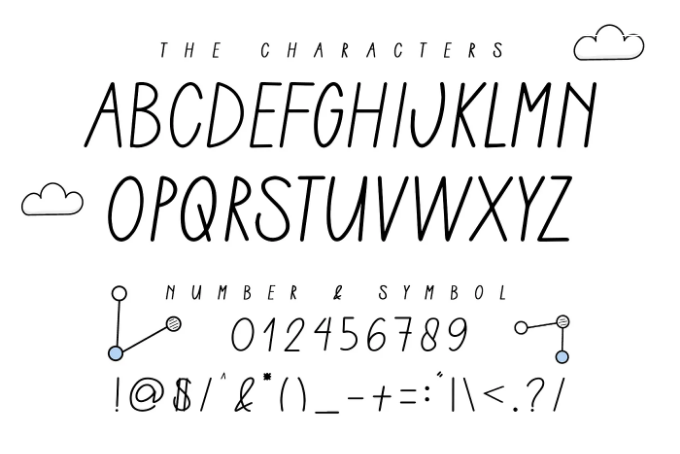 THE CHARACTERS
ABCDEFGHIJKLMN
OPQRSTUVWXYZ
NUMBER & SYMBOL
012456789
!@$/^&*()_-+=:"|\<.?/